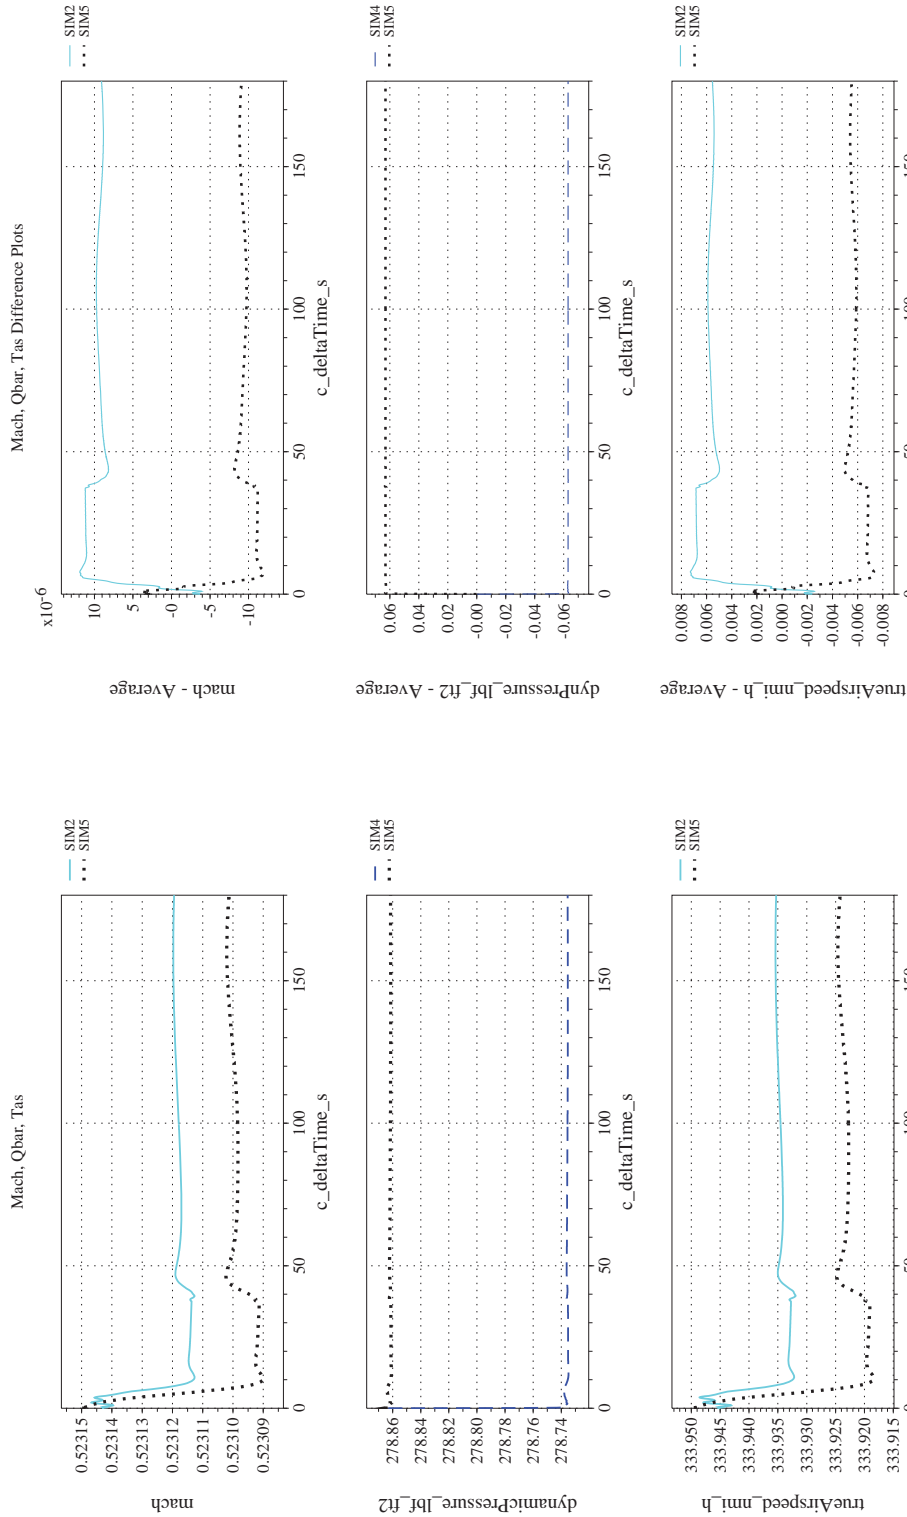 Mach, Qbar, Tas
SIM2
SIM5
0.52315
0.52314
0.52313
0.52312
0.52311
0.52310
0.52309
mach
0
50
100
150
c_deltaTime_s
SIM4
SIM5
278.86
278.84
278.82
278.80
278.78
278.76
278.74
dynamicPressure_lbf_ft2
0
50
100
150
c_deltaTime_s
SIM2
SIM5
333.950
333.945
333.940
333.935
333.930
333.925
333.920
333.915
trueAirspeed_nmi_h
0
50
100
150
Mach, Qbar, Tas Difference Plots
SIM2
SIM5
x10^-6
10
5
-0
-5
-10
mach - Average
0
50
100
150
c_deltaTime_s
SIM4
SIM5
0.06
0.04
0.02
0.00
-0.02
-0.04
-0.06
dynPressure_lbf_ft2 - Average
0
50
100
150
c_deltaTime_s
SIM2
SIM5
0.008
0.006
0.004
0.002
0.000
-0.002
-0.004
-0.006
-0.008
trueAirspeed_nmi_h - Average
0
50
100
150